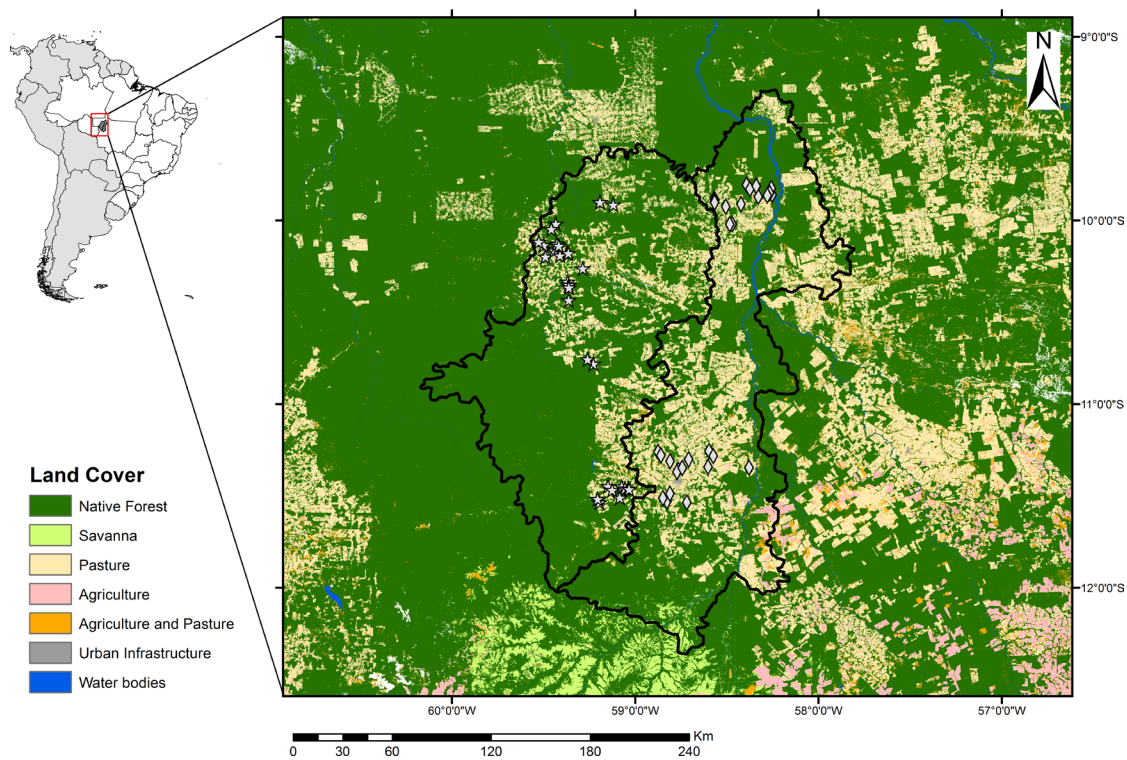 N
9°0'0"S
10°0'0"S
11°0'0"S
12°0'0"S
Land Cover
Native Forest
Savanna
Pasture
Agriculture
Agriculture and Pasture
Urban Infrastructure
Water bodies
60°0'0"W 59°0'0"W 58°0'0"W 57°0'0"W
Km
0 30 60 120 180 240